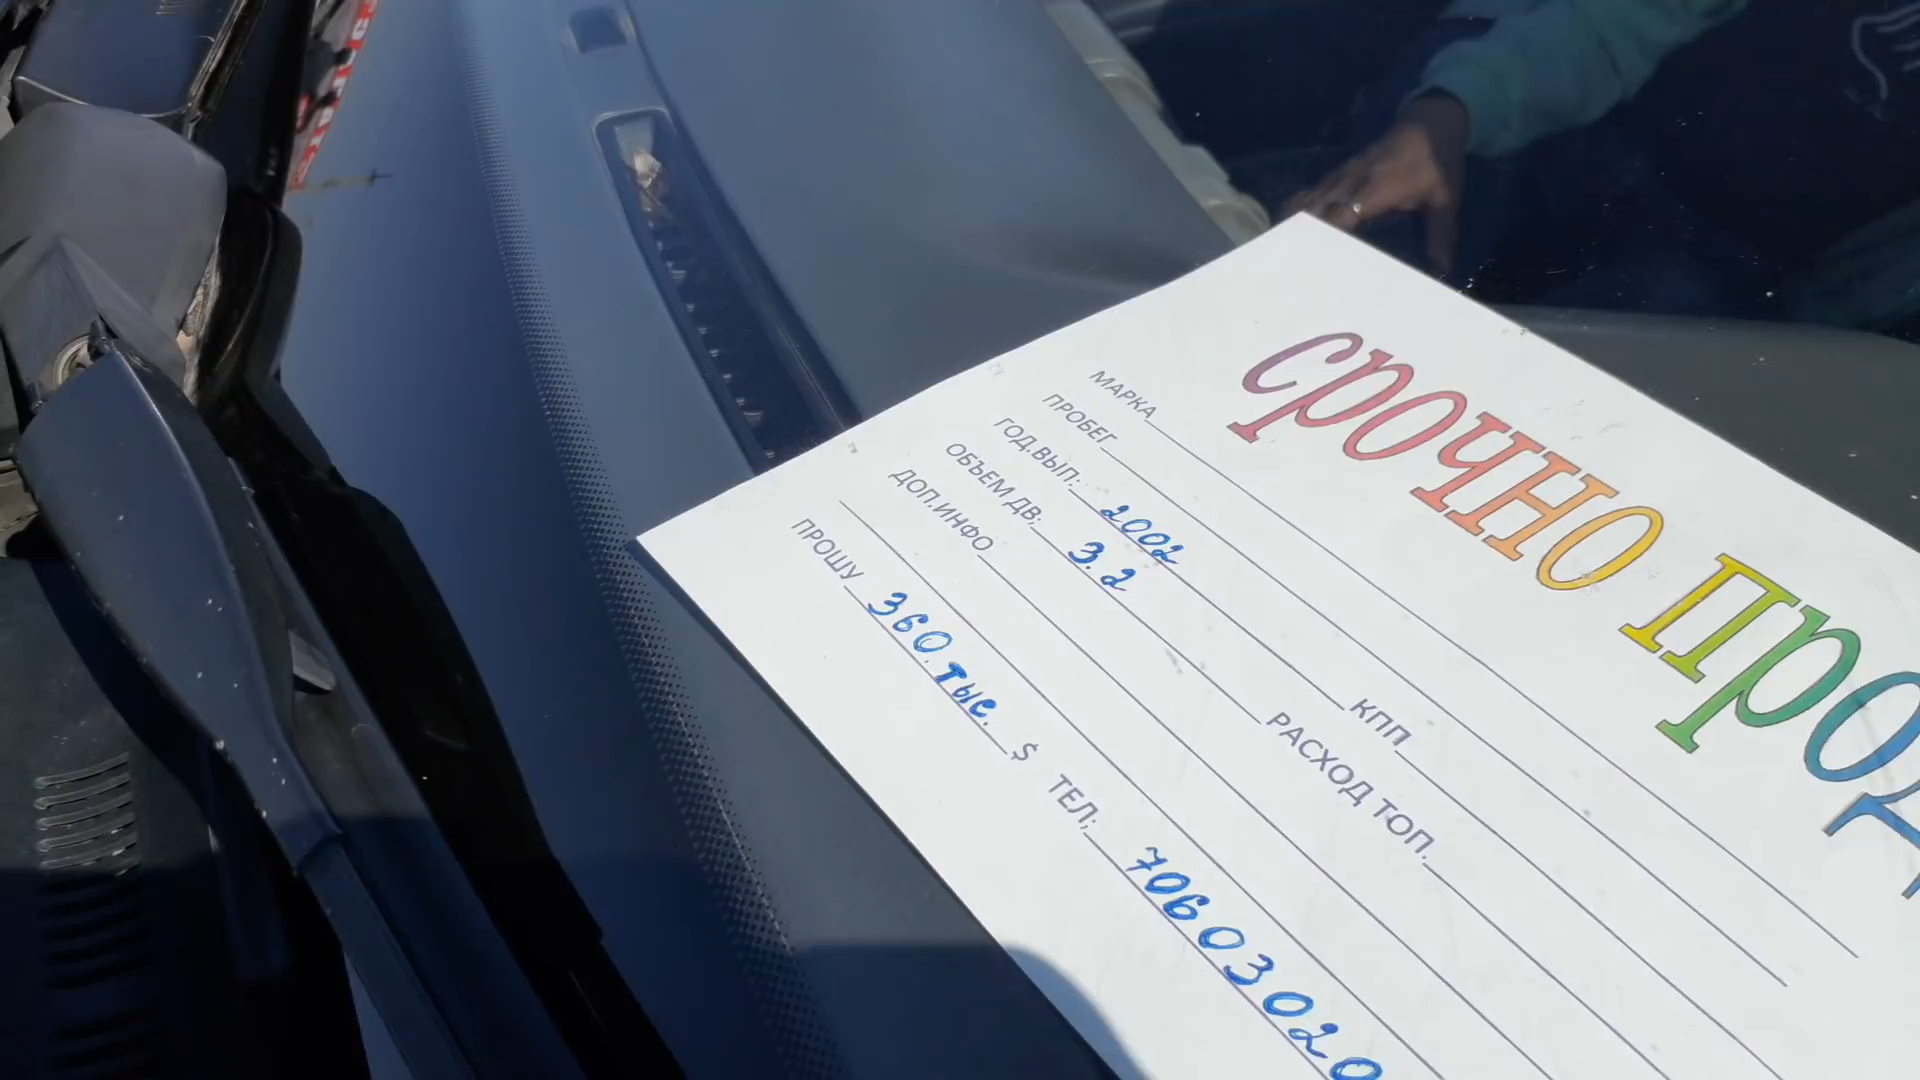 срочно прод
МАРКА
ПРОБЕГ
ГОД.ВЫП: 2002 КПП
ОБЪЕМ ДВ; 3.2 РАСХОД ТОП.
ДОП.ИНФО
ПРОШУ 360.тыс. $ ТЕЛ; 706603020